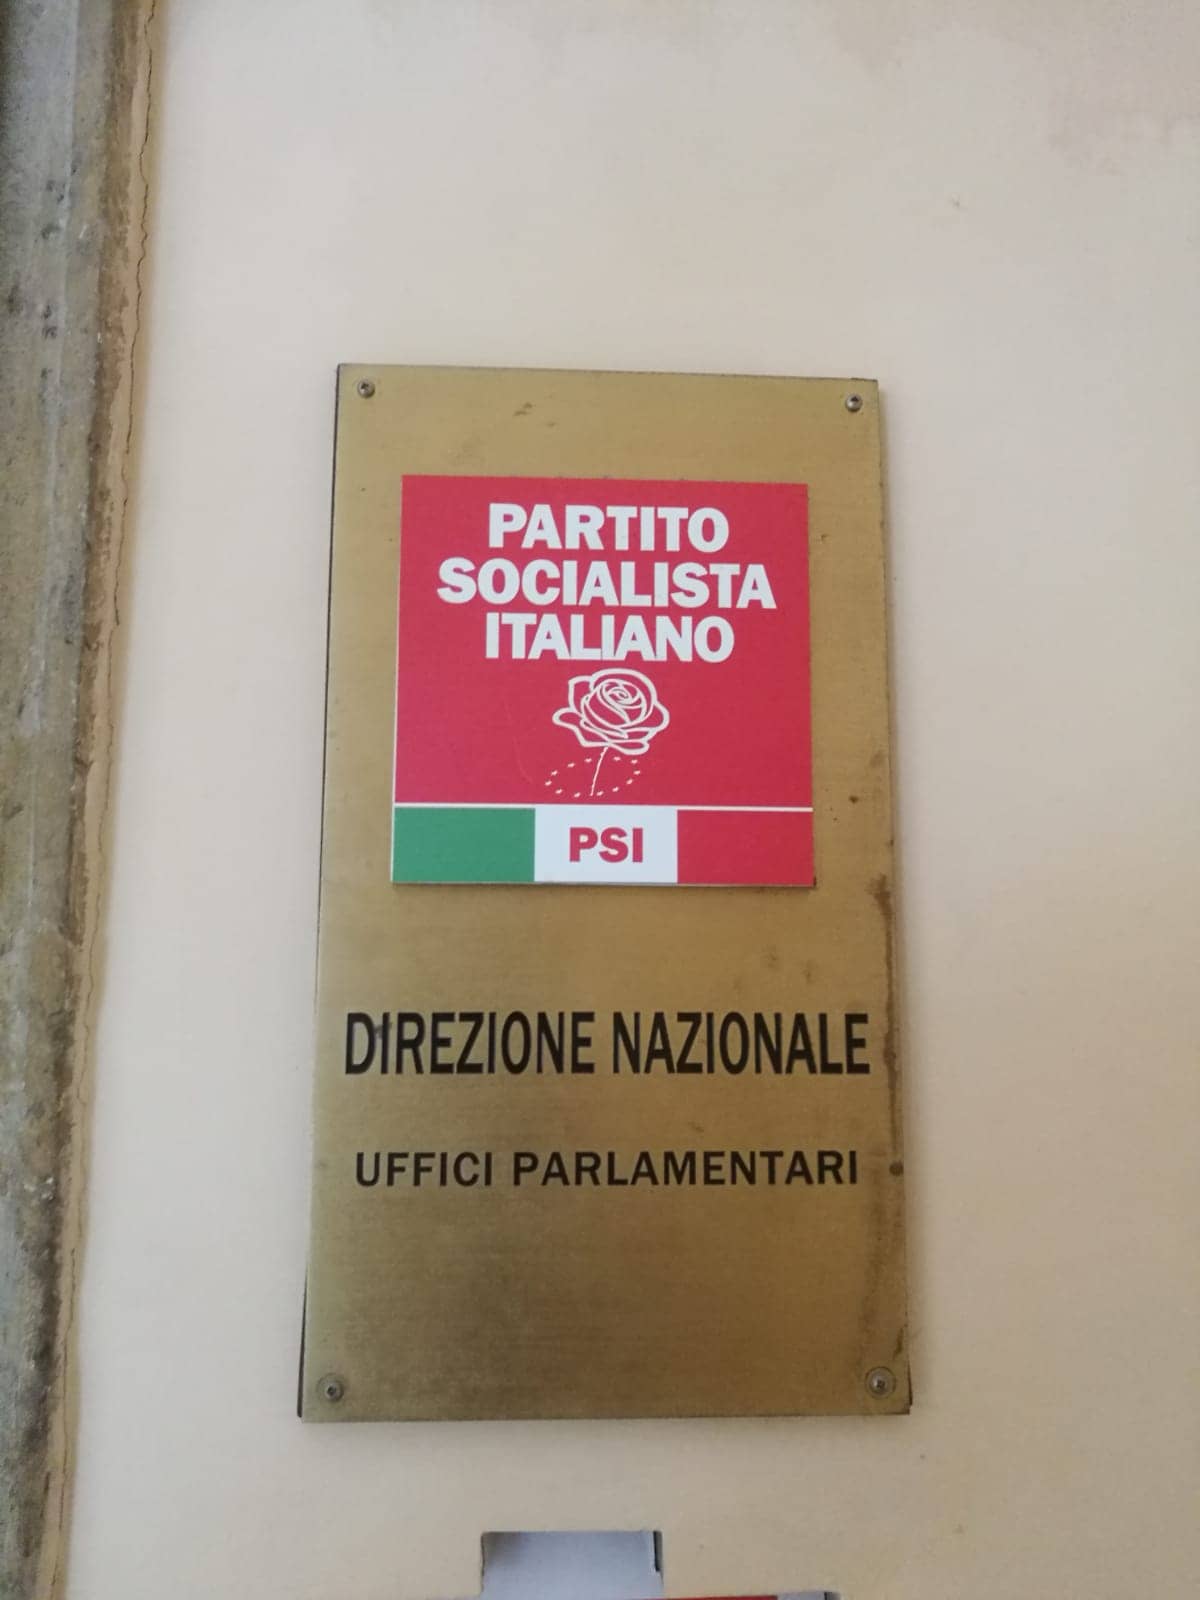 PARTITO
SOCIALISTA
ITALIANO
PSI
DIREZIONE NAZIONALE
UFFICI PARLAMENTARI